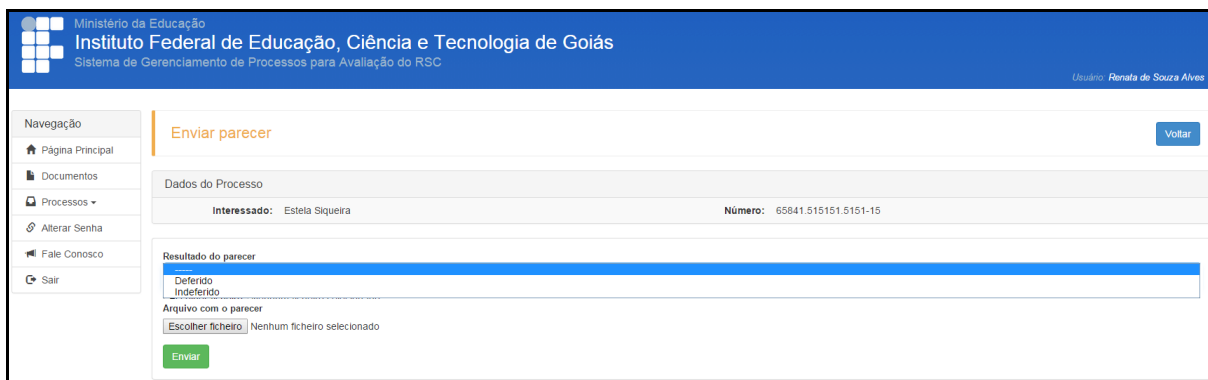 Ministério da Educação
Instituto Federal de Educação, Ciência e Tecnologia de Goiás
Sistema de Gerenciamento de Processos para Avaliação do RSC
Usuário: Renata de Souza Alves
Navegação
Página Principal
Documentos
Processos
Alterar Senha
Fale Conosco
Sair
Enviar parecer
Voltar
Dados do Processo
Interessado: Estela Siqueira Número: 65841.515151.5151-15
Resultado do parecer
------
Deferido
Indeferido
Arquivo com o parecer
Escolher ficheiro Nenhum ficheiro selecionado
Enviar